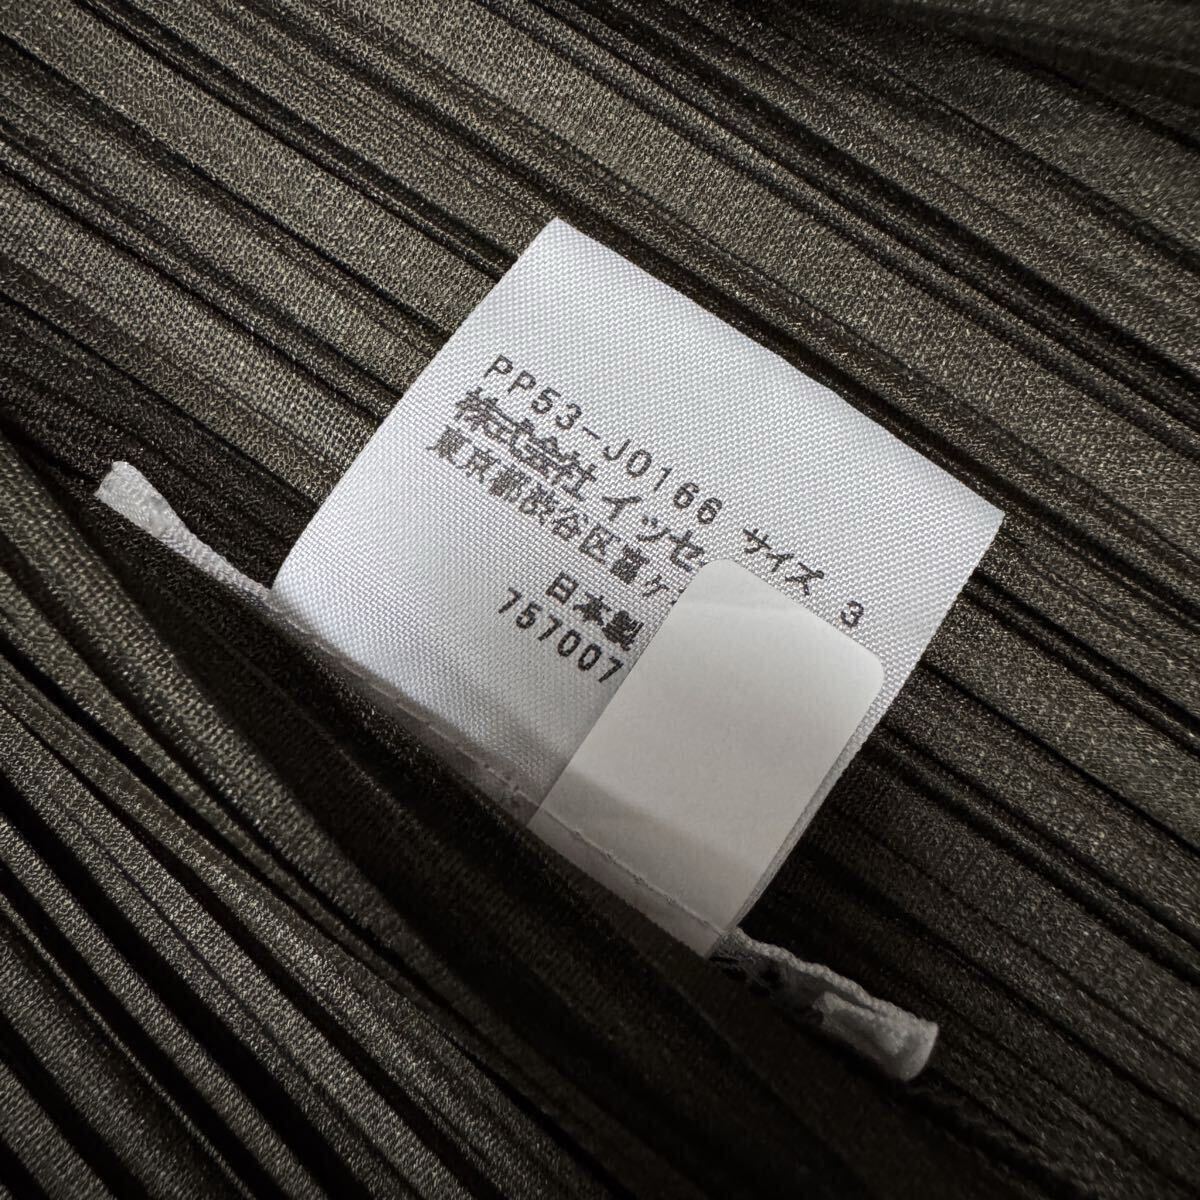 PP53-J0166 サイズ 3
株式会社 イッセ
東京都渋谷区富ケ
日本製
757007